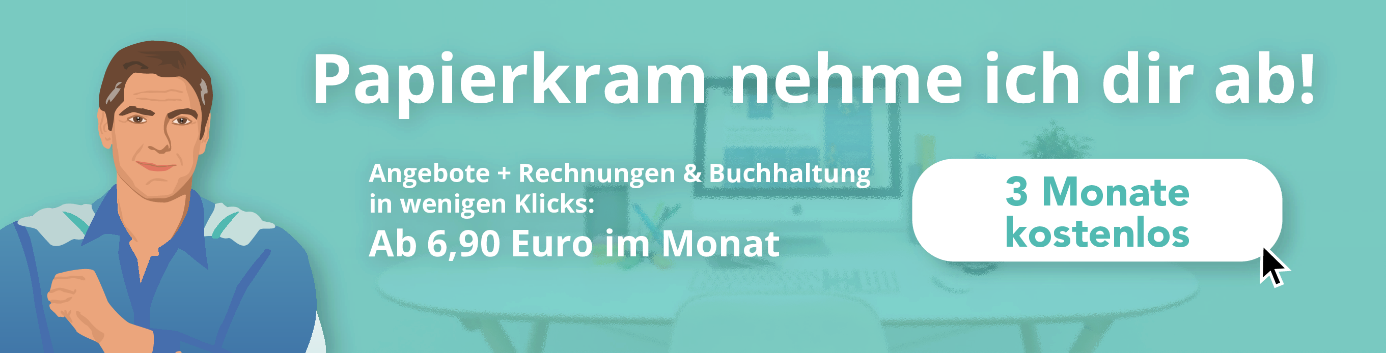 Papierkram nehme ich dir ab!
Angebote + Rechnungen & Buchhaltung
in wenigen Klicks:
Ab 6,90 Euro im Monat
3 Monate
kostenlos